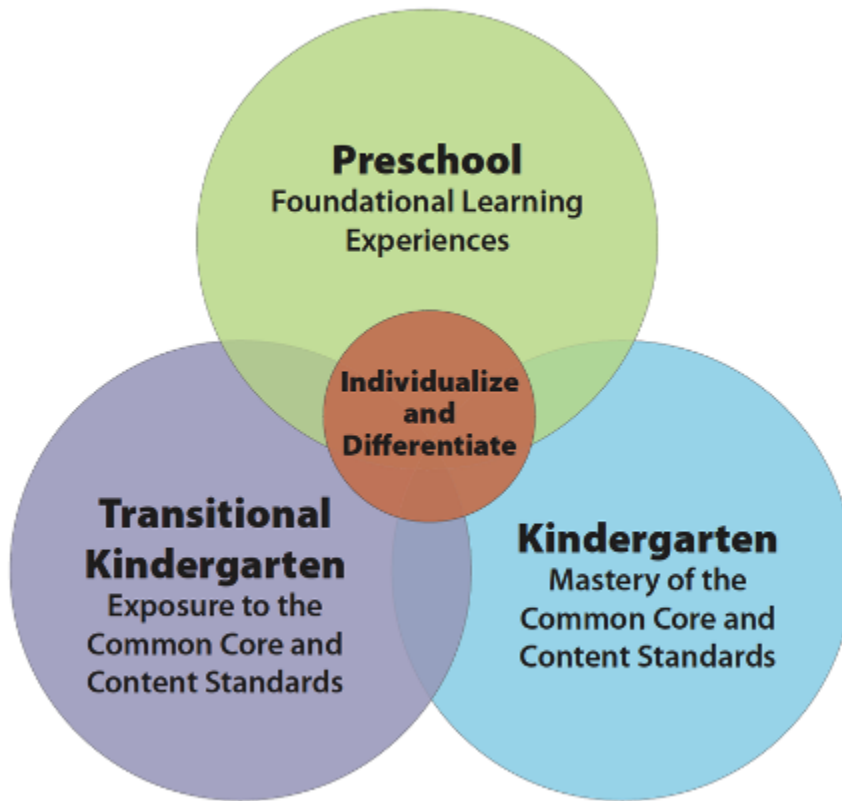 Preschool
Foundational Learning
Experiences
Individualize
and
Differentiate
Transitional
Kindergarten
Exposure to the
Common Core and
Content Standards
Kindergarten
Mastery of the
Common Core and
Content Standards